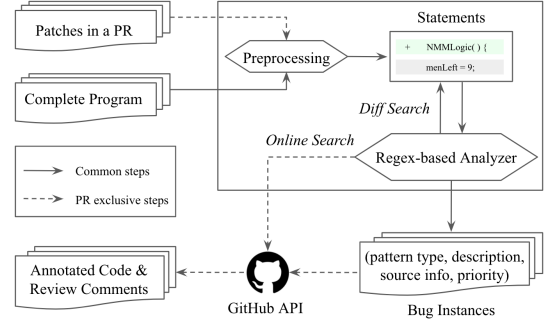 Patches in a PR
Statements
+ NMMLogic( ) {
menLeft = 9;
Preprocessing
Complete Program
Diff Search
Online Search
Regex-based Analyzer
Common steps
PR exclusive steps
(pattern type, description,
source info, priority)
Annotated Code &
Review Comments
GitHub API
Bug Instances